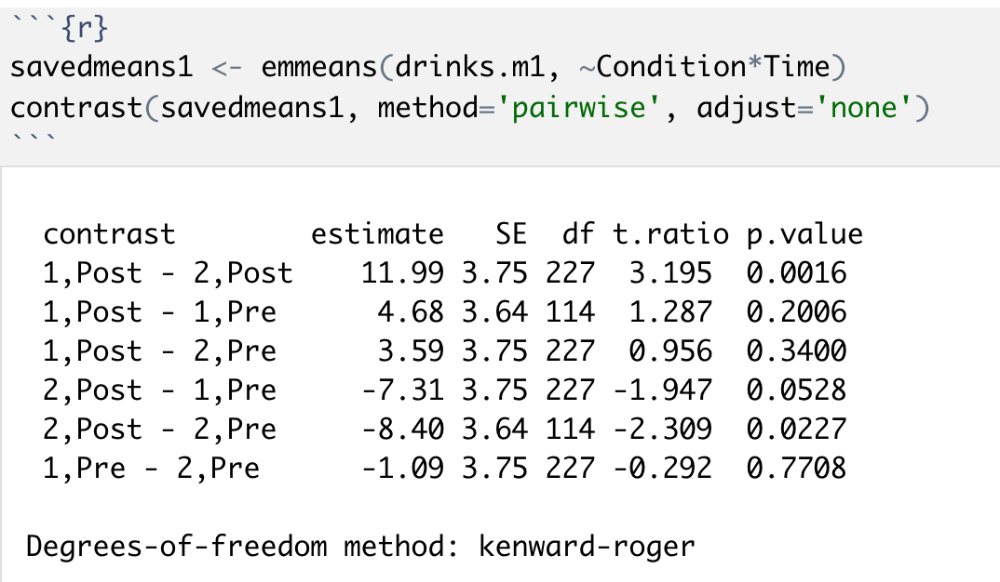 ```{r}
savedmeans1 <- emmeans(drinks.m1, ~Condition*Time)
contrast(savedmeans1, method='pairwise', adjust='none')
```
contrast estimate SE df t.ratio p.value
1,Post - 2,Post 11.99 3.75 227 3.195 0.0016
1,Post - 1,Pre 4.68 3.64 114 1.287 0.2006
1,Post - 2,Pre 3.59 3.75 227 0.956 0.3400
2,Post - 1,Pre -7.31 3.75 227 -1.947 0.0528
2,Post - 2,Pre -8.40 3.64 114 -2.309 0.0227
1,Pre - 2,Pre -1.09 3.75 227 -0.292 0.7708
Degrees-of-freedom method: kenward-roger